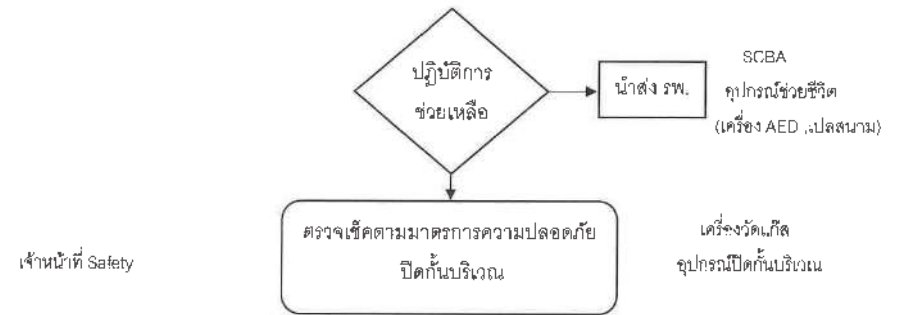 ปฏิบัติการ
ช่วยเหลือ
นำส่ง รพ.
SCBA
อุปกรณ์ช่วยชีวิต
(เครื่อง AED ,เปลสนาม)
เจ้าหน้าที่ Safety
ตรวจเช็คตามมาตรการความปลอดภัย
ปิดกั้นบริเวณ
เครื่องวัดแก๊ส
อุปกรณ์ปิดกั้นบริเวณ